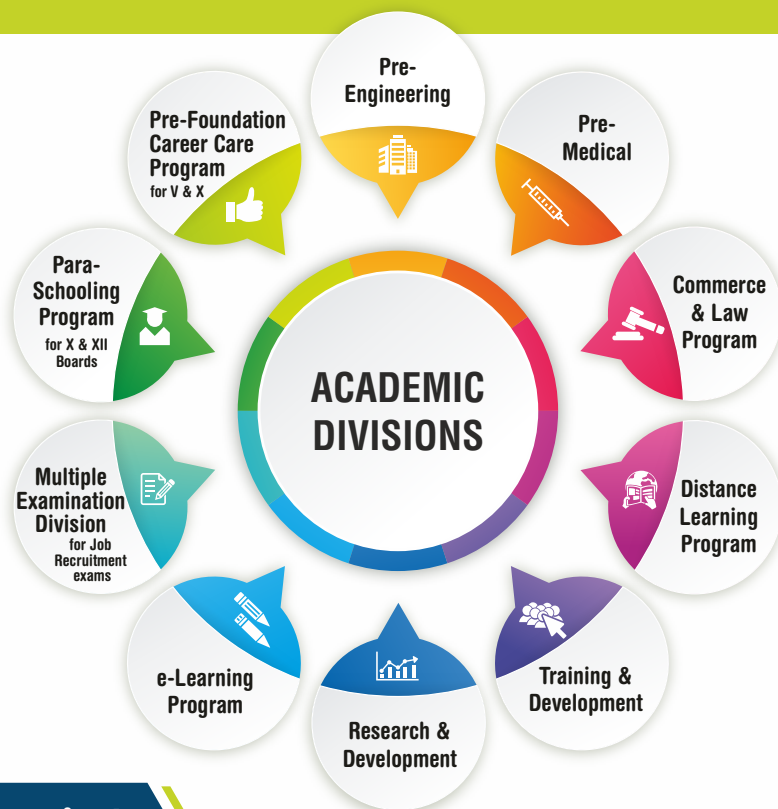 Pre-
Engineering
Pre-
Medical
Commerce
& Law
Program
Distance
Learning
Program
Training &
Development
Research &
Development
e-Learning
Program
Multiple
Examination
Division
for Job
Recruitment
exams
Para-
Schooling
Program
for X & XII
Boards
Pre-Foundation
Career Care
Program
for V & X
ACADEMIC
DIVISIONS